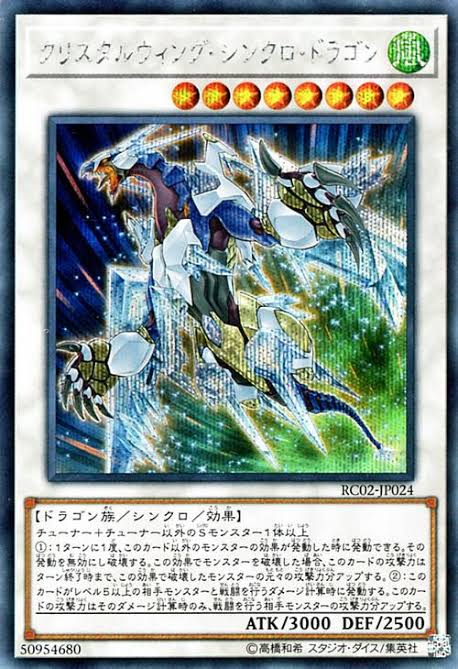 クリスタルウィング・シンクロ・ドラゴン
風
RC02-JP024
【ドラゴン族/シンクロ/効果】
チューナー+チューナー以外のSモンスター1体以上
①:1ターンに1度、このカード以外のモンスターの効果が発動した時に発動できる。その
発動を無効にし破壊する。この効果でモンスターを破壊した場合、このカードの攻撃力は
ターン終了時まで、この効果で破壊したモンスターの元々の攻撃力分アップする。②:このカ
ードがレベル5以上の相手モンスターと戦闘を行うダメージ計算時に発動する。このカー
ドの攻撃力はそのダメージ計算時のみ、戦闘を行う相手モンスターの攻撃力分アップする。
ATK/3000 DEF/2500
50954680
©高橋和希 スタジオ・ダイス/集英社